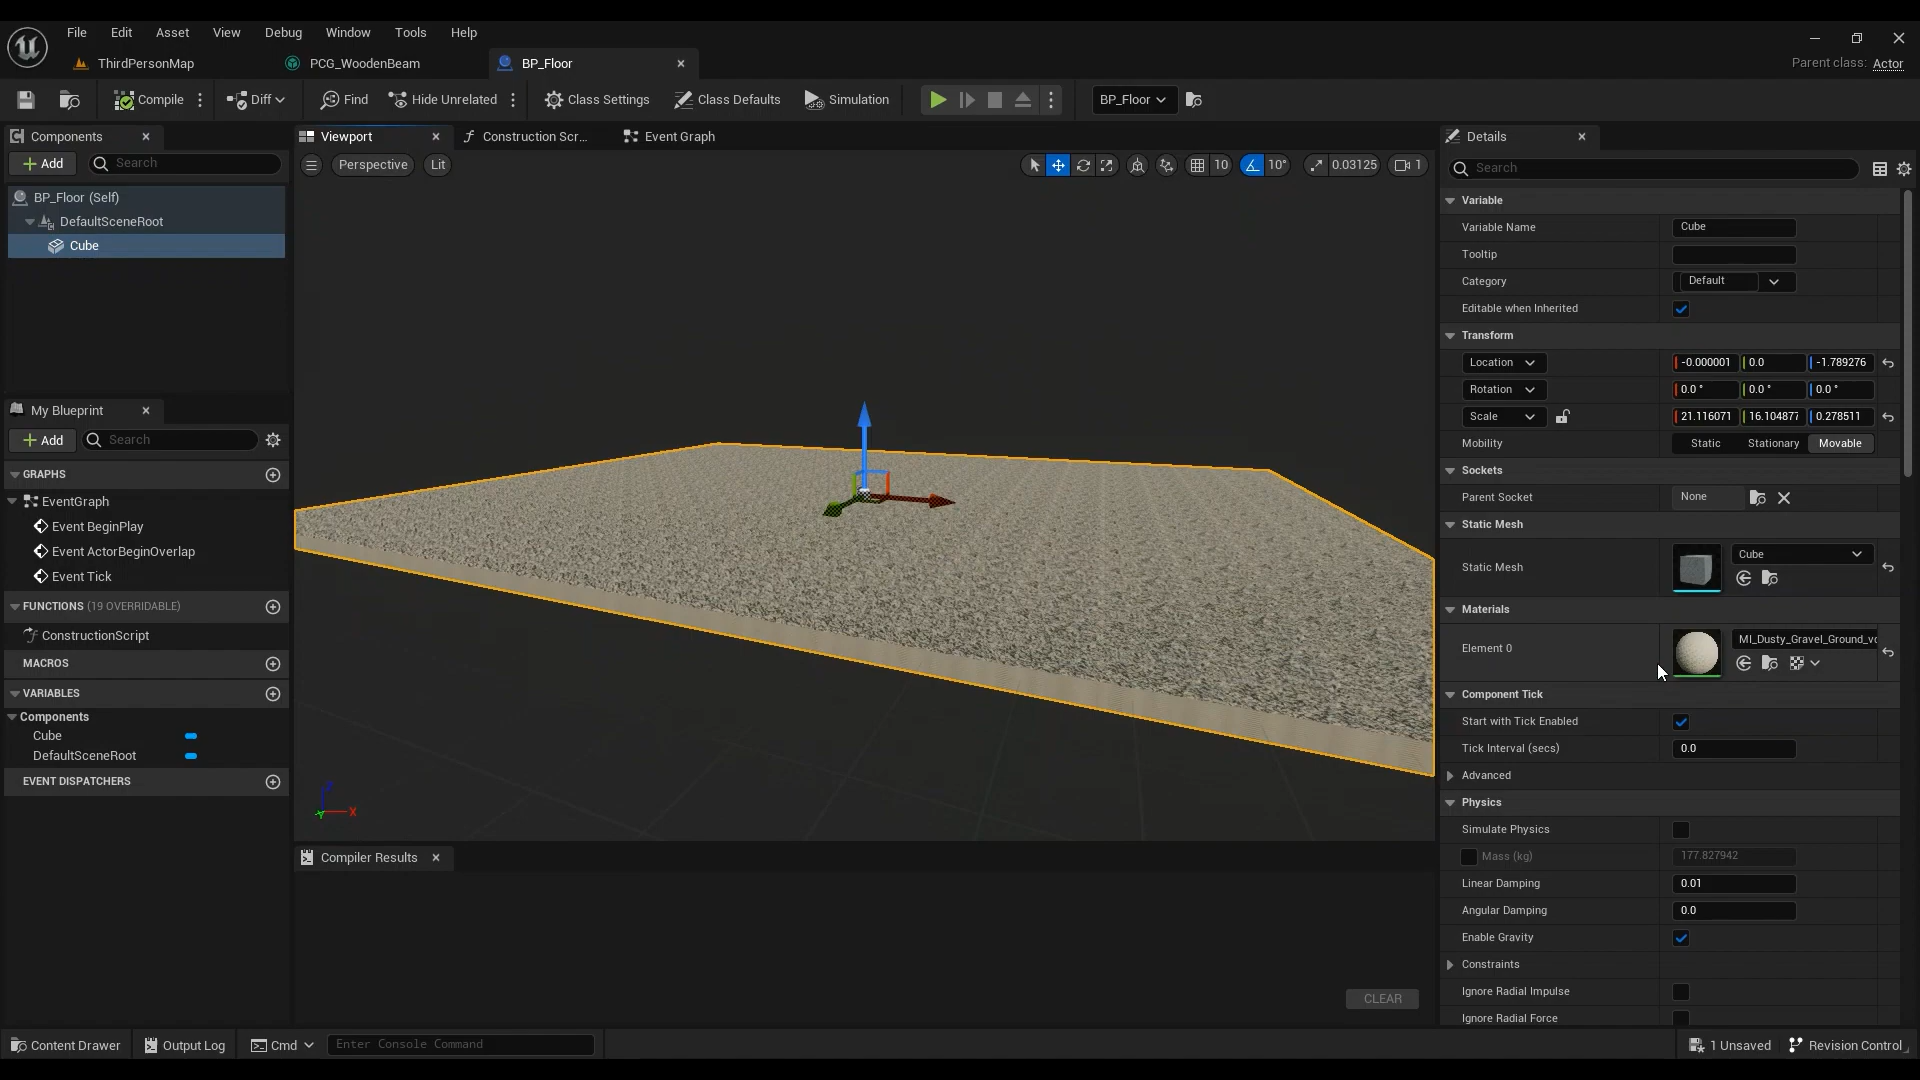 File Edit Asset View Debug Window Tools Help
ThirdPersonMap PCG_WoodenBeam BP_Floor
Parent class: Actor
Compile Diff Find Hide Unrelated Class Settings Class Defaults Simulation BP_Floor
Components
Add Search
BP_Floor (Self)
DefaultSceneRoot
Cube
My Blueprint
Add Search
GRAPHS
EventGraph
Event BeginPlay
Event ActorBeginOverlap
Event Tick
FUNCTIONS (19 OVERRIDABLE)
ConstructionScript
MACROS
VARIABLES
Components
Cube
DefaultSceneRoot
EVENT DISPATCHERS
Viewport Construction Scr... Event Graph
Perspective Lit 10 10° 0.03125 1
Z
X
Y
Compiler Results
CLEAR
Details
Search
Variable
Variable Name Cube
Tooltip
Category Default
Editable when Inherited
Transform
Location -0.000001 0.0 -1.789276
Rotation 0.0 ° 0.0 ° 0.0 °
Scale 21.116071 16.104877 0.278511
Mobility Static Stationary Movable
Sockets
Parent Socket None
Static Mesh
Static Mesh Cube
Materials
Element 0 MI_Dusty_Gravel_Ground_vc
Component Tick
Start with Tick Enabled
Tick Interval (secs) 0.0
Advanced
Physics
Simulate Physics
Mass (kg) 177.827942
Linear Damping 0.01
Angular Damping 0.0
Enable Gravity
Constraints
Ignore Radial Impulse
Ignore Radial Force
Content Drawer Output Log Cmd Enter Console Command 1 Unsaved Revision Control